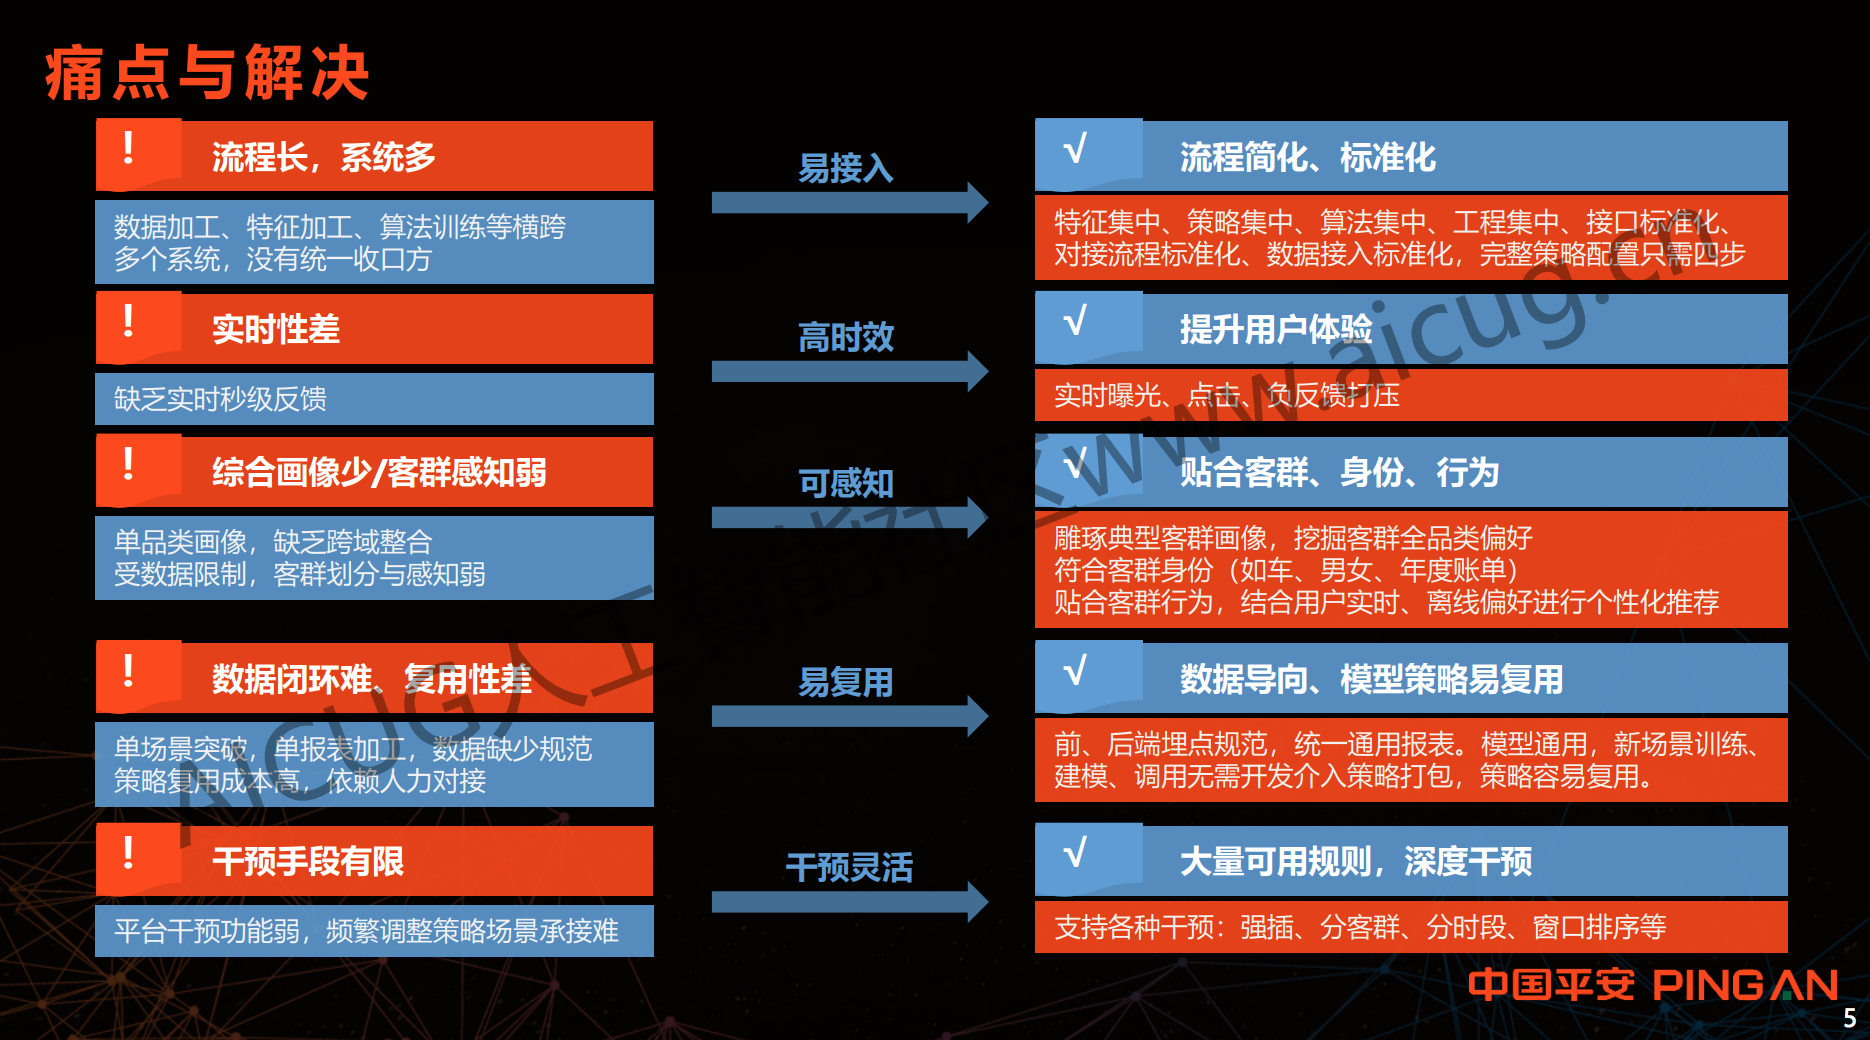 痛点与解决
!
流程长，系统多
数据加工、特征加工、算法训练等横跨
多个系统，没有统一收口方
易接入
√
流程简化、标准化
特征集中、策略集中、算法集中、工程集中、接口标准化、
对接流程标准化、数据接入标准化，完整策略配置只需四步
!
实时性差
缺乏实时秒级反馈
高时效
√
提升用户体验
实时曝光、点击、负反馈打压
!
综合画像少/客群感知弱
单品类画像，缺乏跨域整合
受数据限制，客群划分与感知弱
可感知
√
贴合客群、身份、行为
雕琢典型客群画像，挖掘客群全品类偏好
符合客群身份（如车、男女、年度账单）
贴合客群行为，结合用户实时、离线偏好进行个性化推荐
!
数据闭环难、复用性差
单场景突破，单报表加工，数据缺少规范
策略复用成本高，依赖人力对接
易复用
√
数据导向、模型策略易复用
前、后端埋点规范，统一通用报表。模型通用，新场景训练、
建模、调用无需开发介入策略打包，策略容易复用。
!
干预手段有限
平台干预功能弱，频繁调整策略场景承接难
干预灵活
√
大量可用规则，深度干预
支持各种干预：强插、分客群、分时段、窗口排序等
AICUG人工智能社区www.aicug.cn
中国平安 PINGAN
5